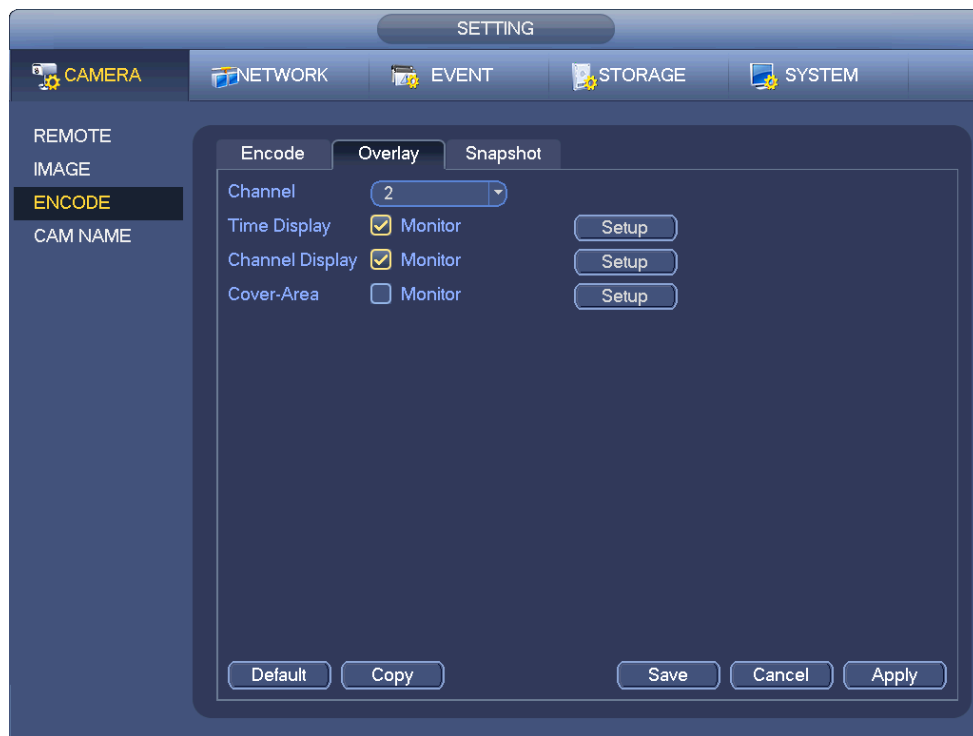 SETTING
CAMERA NETWORK EVENT STORAGE SYSTEM
REMOTE
IMAGE
ENCODE
CAM NAME
Encode Overlay Snapshot
Channel 2
Time Display Monitor Setup
Channel Display Monitor Setup
Cover-Area Monitor Setup
Default Copy Save Cancel Apply